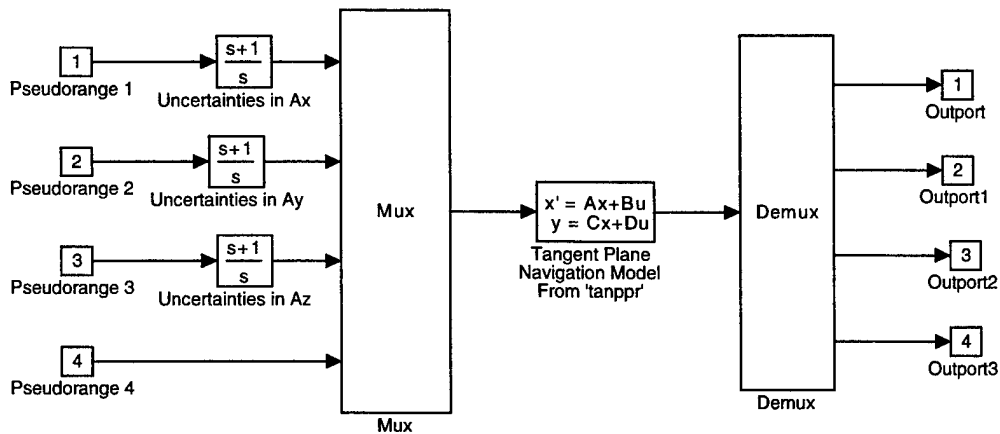 1
Pseudorange 1
s+1
s
Uncertainties in Ax
2
Pseudorange 2
s+1
s
Uncertainties in Ay
3
Pseudorange 3
s+1
s
Uncertainties in Az
4
Pseudorange 4
Mux
Mux
x' = Ax+Bu
y = Cx+Du
Tangent Plane
Navigation Model
From 'tanppr'
Demux
Demux
1
Outport
2
Outport1
3
Outport2
4
Outport3